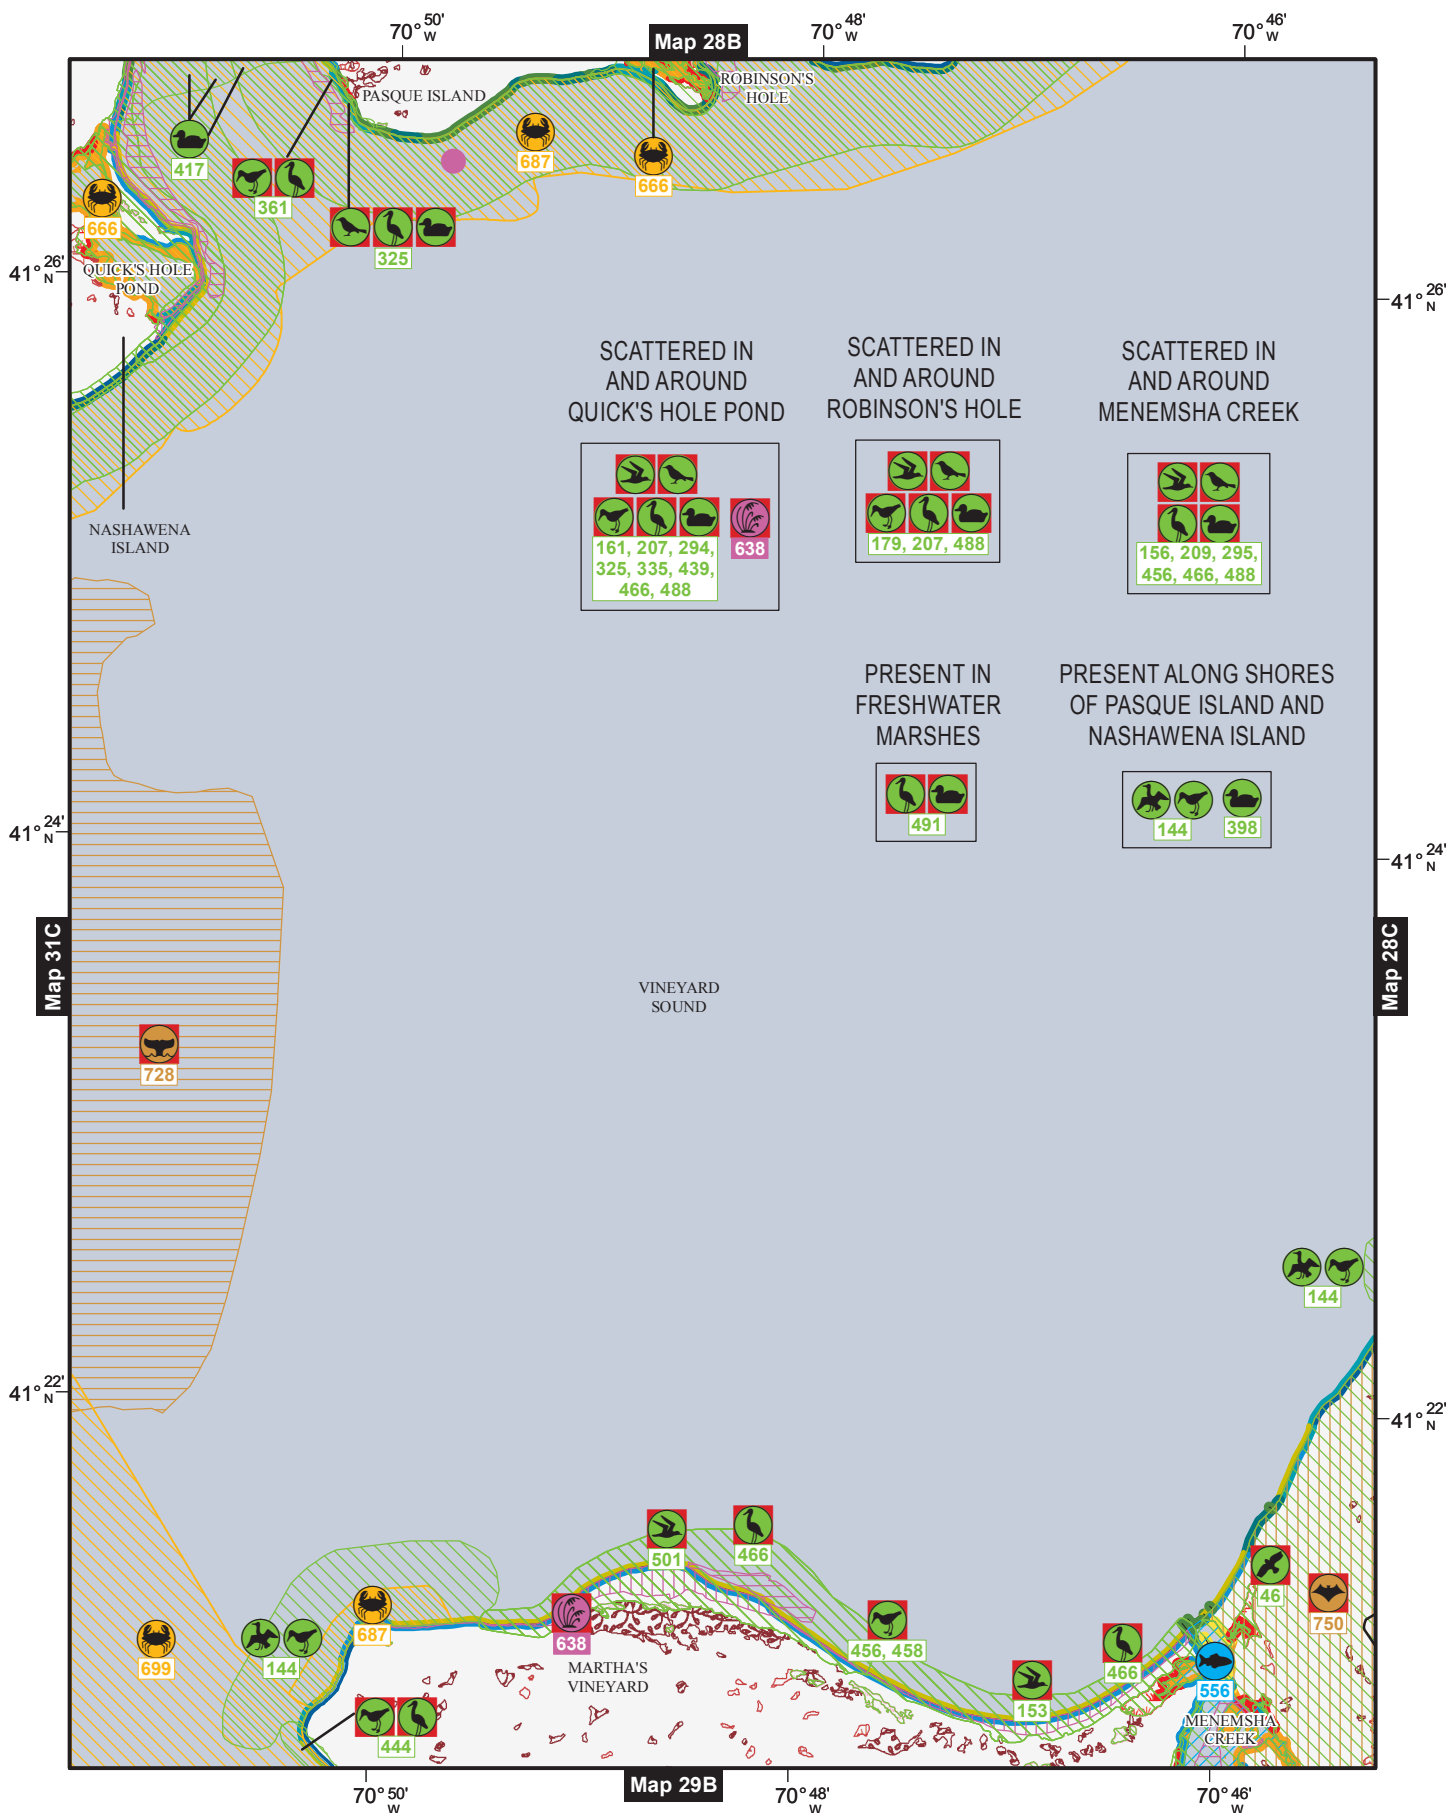 70° 50' W
70° 48' W
70° 46' W
Map 28B
PASQUE ISLAND
ROBINSON'S
HOLE
417
361
687
666
666
325
QUICK'S HOLE
POND
41° 26' N
41° 26' N
SCATTERED IN
AND AROUND
QUICK'S HOLE POND
161, 207, 294,
325, 335, 439,
466, 488
638
SCATTERED IN
AND AROUND
ROBINSON'S HOLE
179, 207, 488
SCATTERED IN
AND AROUND
MENEMSHA CREEK
156, 209, 295,
456, 466, 488
NASHAWENA
ISLAND
PRESENT IN
FRESHWATER
MARSHES
491
PRESENT ALONG SHORES
OF PASQUE ISLAND AND
NASHAWENA ISLAND
144
398
41° 24' N
41° 24' N
Map 31C
Map 28C
VINEYARD
SOUND
728
144
41° 22' N
41° 22' N
501
466
46
750
687
699
144
638
456, 458
466
153
556
MARTHA'S
VINEYARD
444
MENEMSHA
CREEK
Map 29B
70° 50' W
70° 48' W
70° 46' W